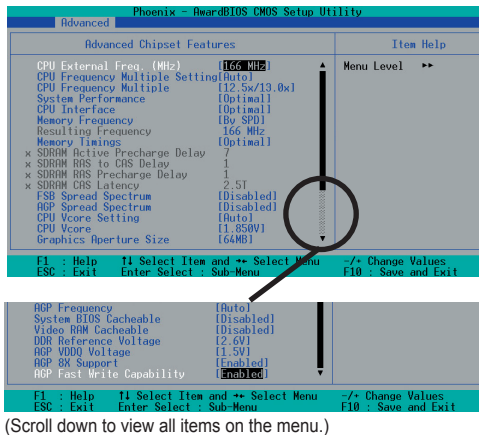 Phoenix - AwardBIOS CMOS Setup Utility
Advanced
Advanced Chipset Features
Item Help
CPU External Freq. (MHz) [166 MHz]
Menu Level ▸▸
CPU Frequency Multiple Setting[Auto]
CPU Frequency Multiple [12.5x/13.0x]
System Performance [Optimal]
CPU Interface [Optimal]
Memory Frequency [By SPD]
Resulting Frequency 166 MHz
Memory Timings [Optimal]
x SDRAM Active Precharge Delay 7
x SDRAM RAS to CAS Delay 1
x SDRAM RAS Precharge Delay 1
x SDRAM CAS Latency 2.5T
FSB Spread Spectrum [Disabled]
AGP Spread Spectrum [Disabled]
CPU Vcore Setting [Auto]
CPU Vcore [1.850V]
Graphics Aperture Size [64MB]
F1 : Help ↑↓ Select Item and ←→ Select Menu -/+ Change Values
ESC : Exit Enter Select : Sub-Menu F10 : Save and Exit
AGP Frequency [Auto]
System BIOS Cacheable [Disabled]
Video RAM Cacheable [Disabled]
DDR Reference Voltage [2.6V]
AGP VDDQ Voltage [1.5V]
AGP 8X Support [Enabled]
AGP Fast Write Capability [Enabled]
F1 : Help ↑↓ Select Item and ←→ Select Menu -/+ Change Values
ESC : Exit Enter Select : Sub-Menu F10 : Save and Exit
(Scroll down to view all items on the menu.)